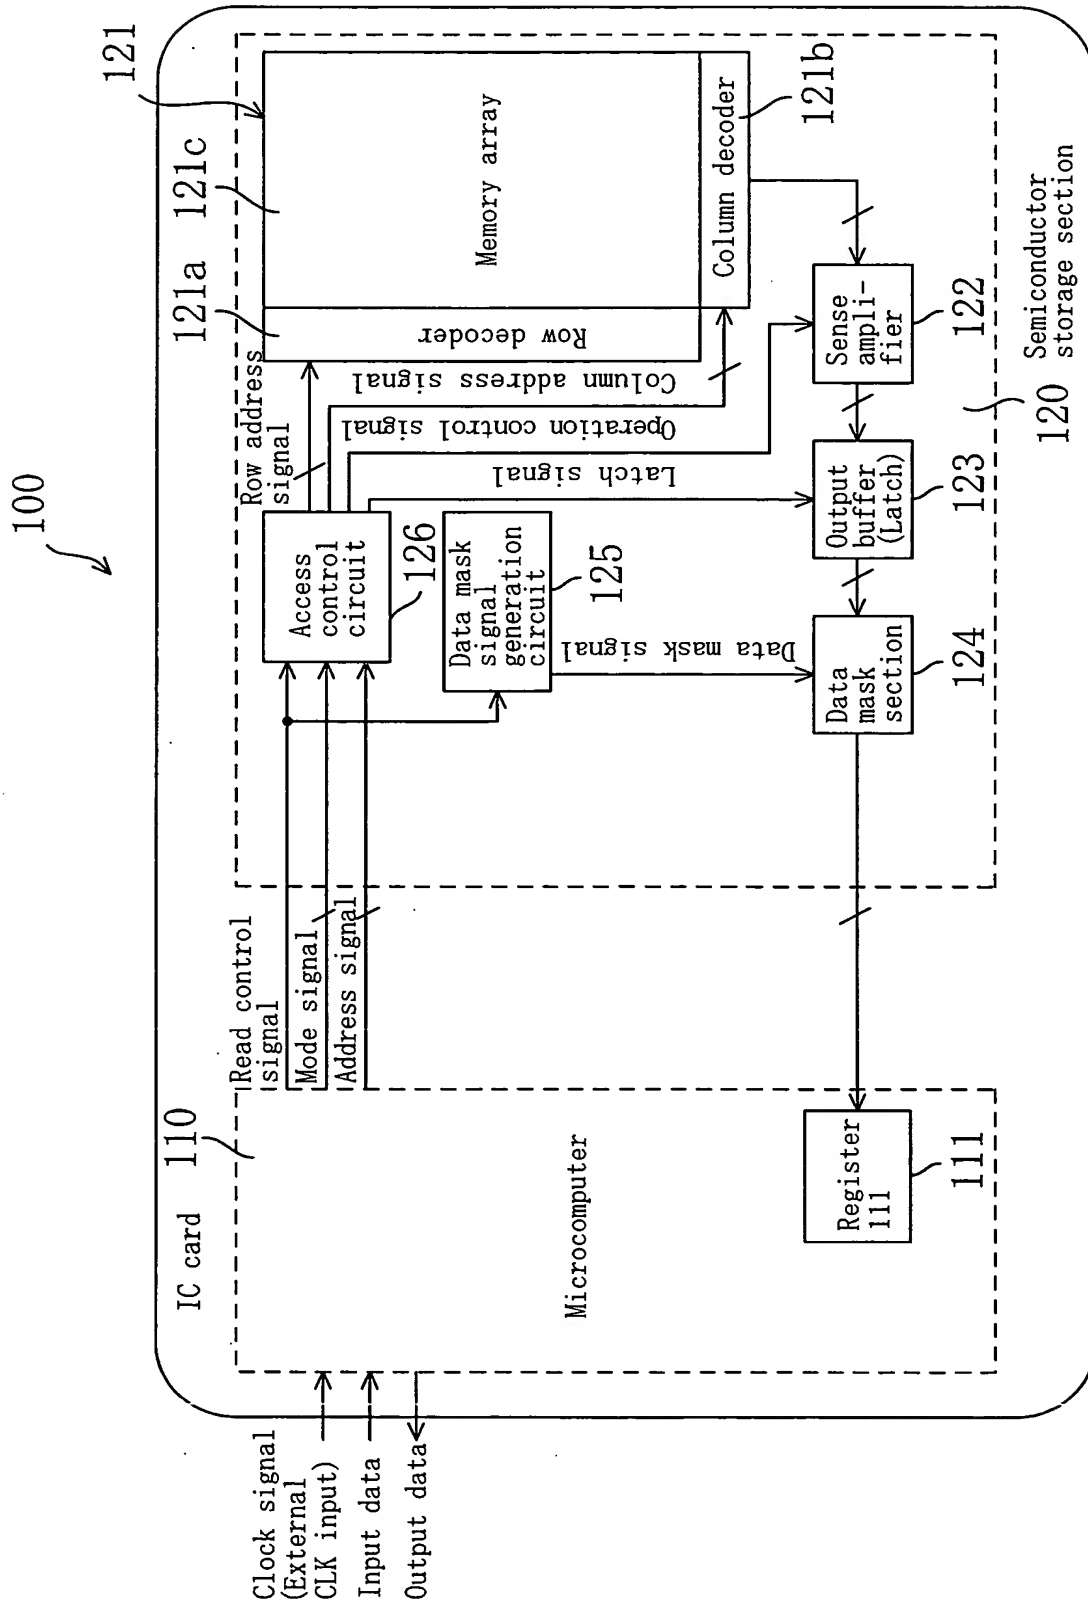 100
IC card
110
Clock signal
(External
CLK input)
Input data
Output data
Microcomputer
Register
111
111
Read control
signal
Mode signal
Address signal
Access
control
circuit
126
Data mask
signal
generation
circuit
125
Data mask signal
Row address
signal
Column address signal
Operation control signal
Latch signal
121a
121c
121
Row decoder
Memory array
Column decoder
121b
Sense
ampli-
fier
122
Output
buffer
(Latch)
123
Data
mask
section
124
120
Semiconductor
storage section